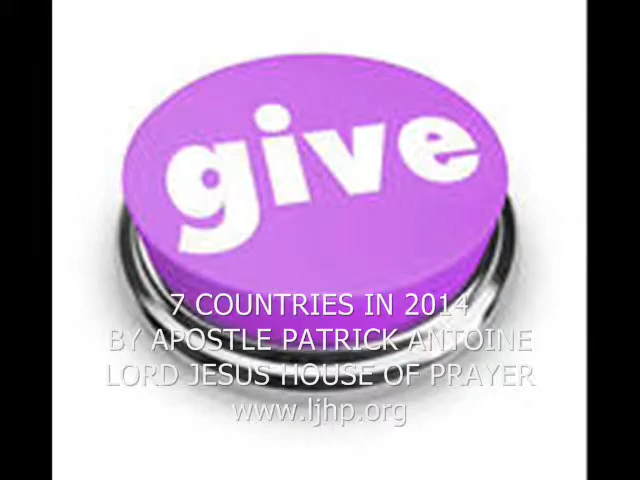 give
7 COUNTRIES IN 2014
BY APOSTLE PATRICK ANTOINE
LORD JESUS HOUSE OF PRAYER
www.ljhp.org